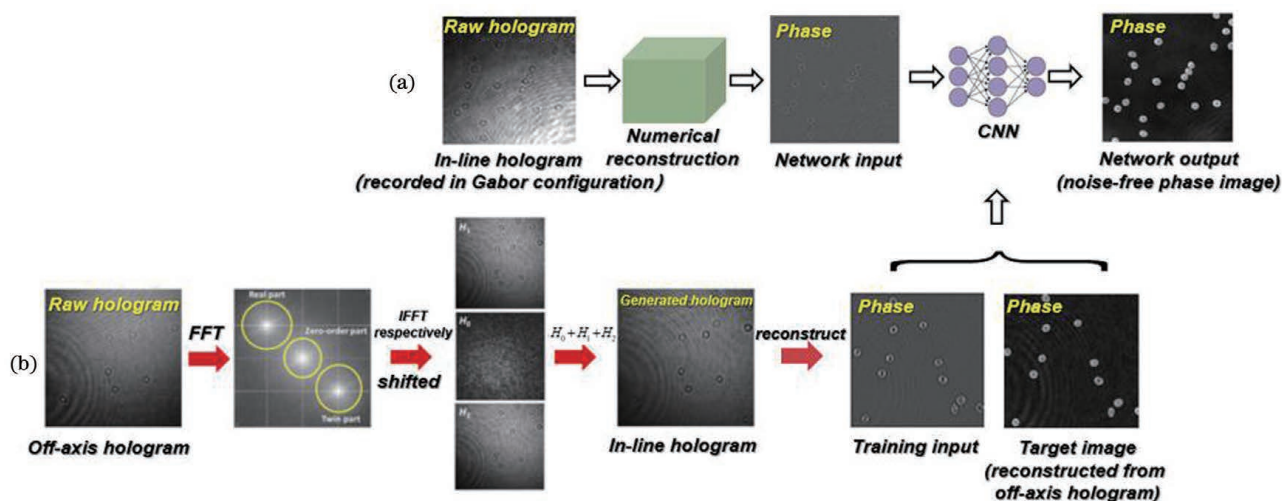 (a)
Raw hologram
In-line hologram
(recorded in Gabor configuration)
Numerical
reconstruction
Phase
Network input
CNN
Phase
Network output
(noise-free phase image)
(b)
Raw hologram
Off-axis hologram
FFT
Real part
Zero-order part
Twin part
IFFT
respectively
shifted
H₁
H₀
H₂
H₀ + H₁ + H₂
Generated hologram
In-line hologram
reconstruct
Phase
Training input
Phase
Target image
(reconstructed from
off-axis hologram)